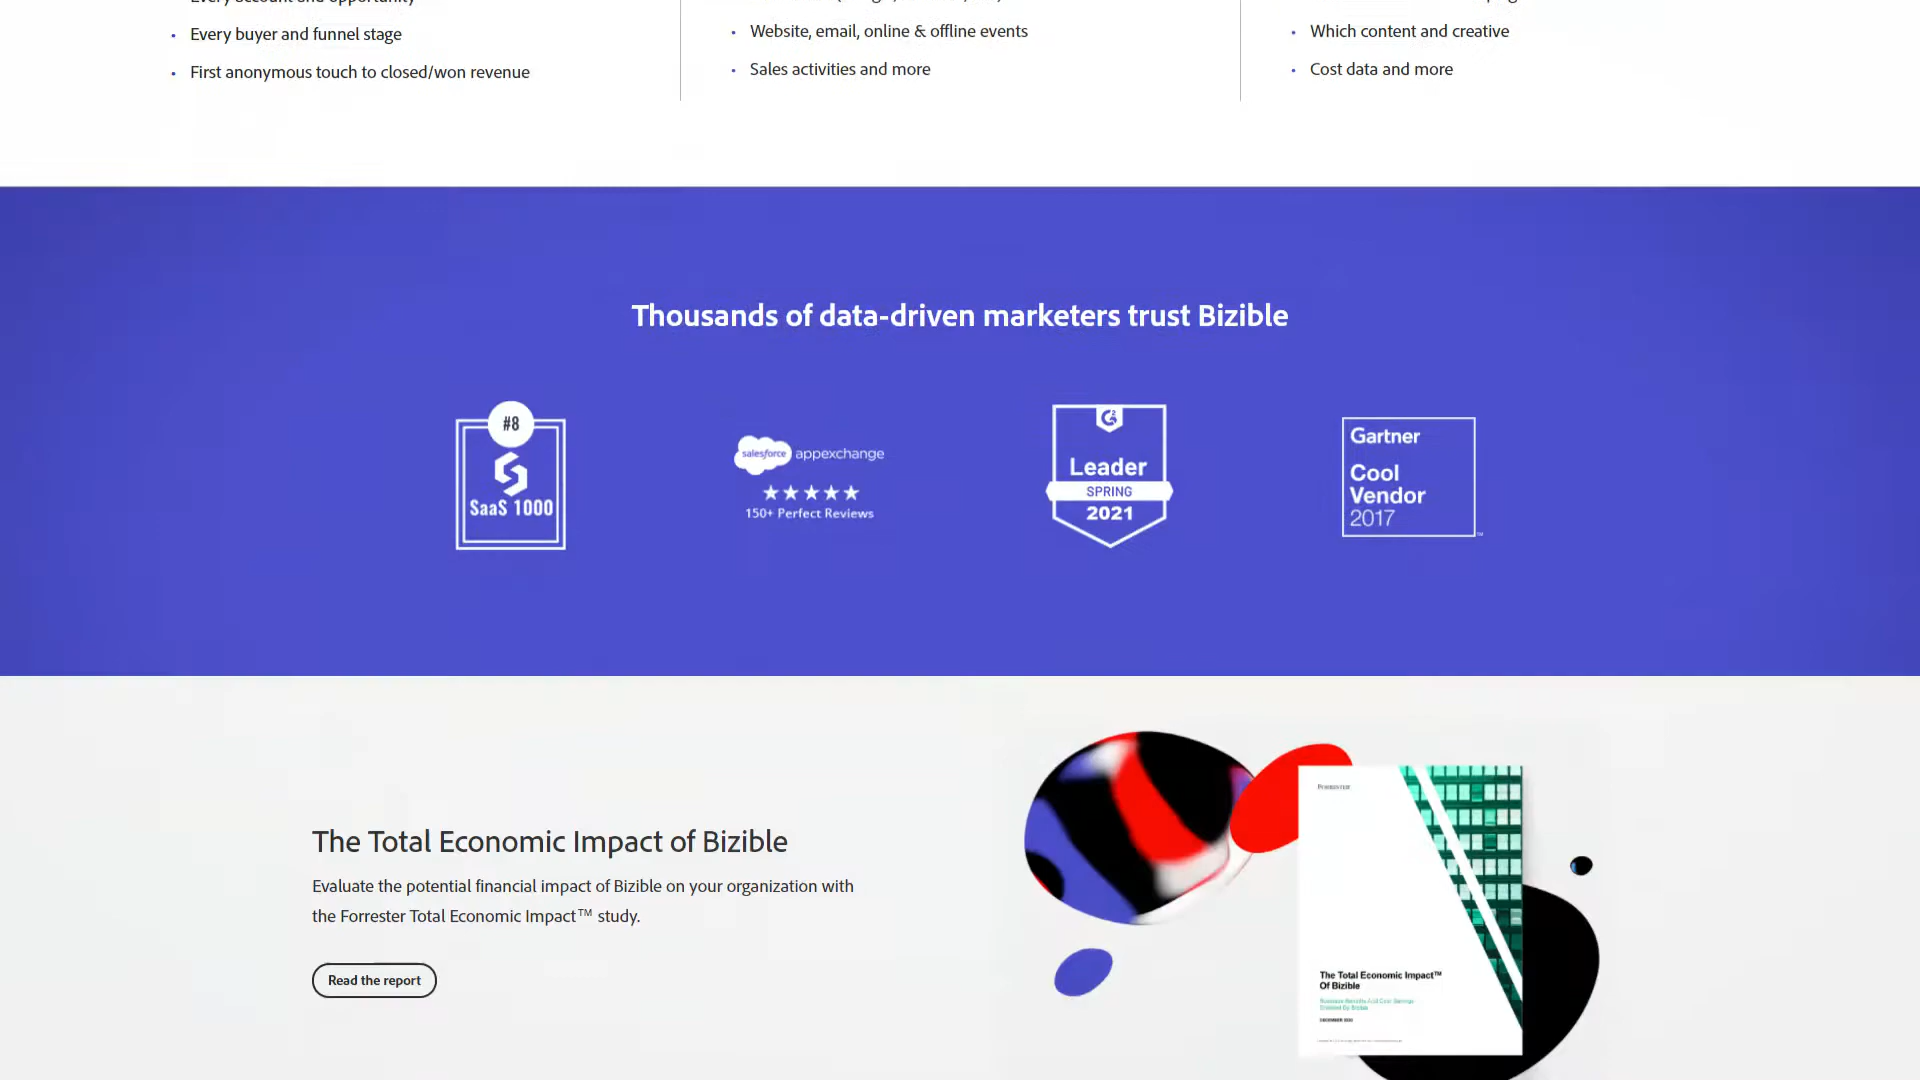 Every buyer and funnel stage
First anonymous touch to closed/won revenue
Website, email, online & offline events
Sales activities and more
Which content and creative
Cost data and more
Thousands of data-driven marketers trust Bizible
#8
SaaS 1000
salesforce appexchange
150+ Perfect Reviews
G2
Leader
SPRING
2021
Gartner
Cool
Vendor
2017
TM
The Total Economic Impact of Bizible
Evaluate the potential financial impact of Bizible on your organization with
the Forrester Total Economic Impact™ study.
Read the report
The Total Economic Impact™
Of Bizible